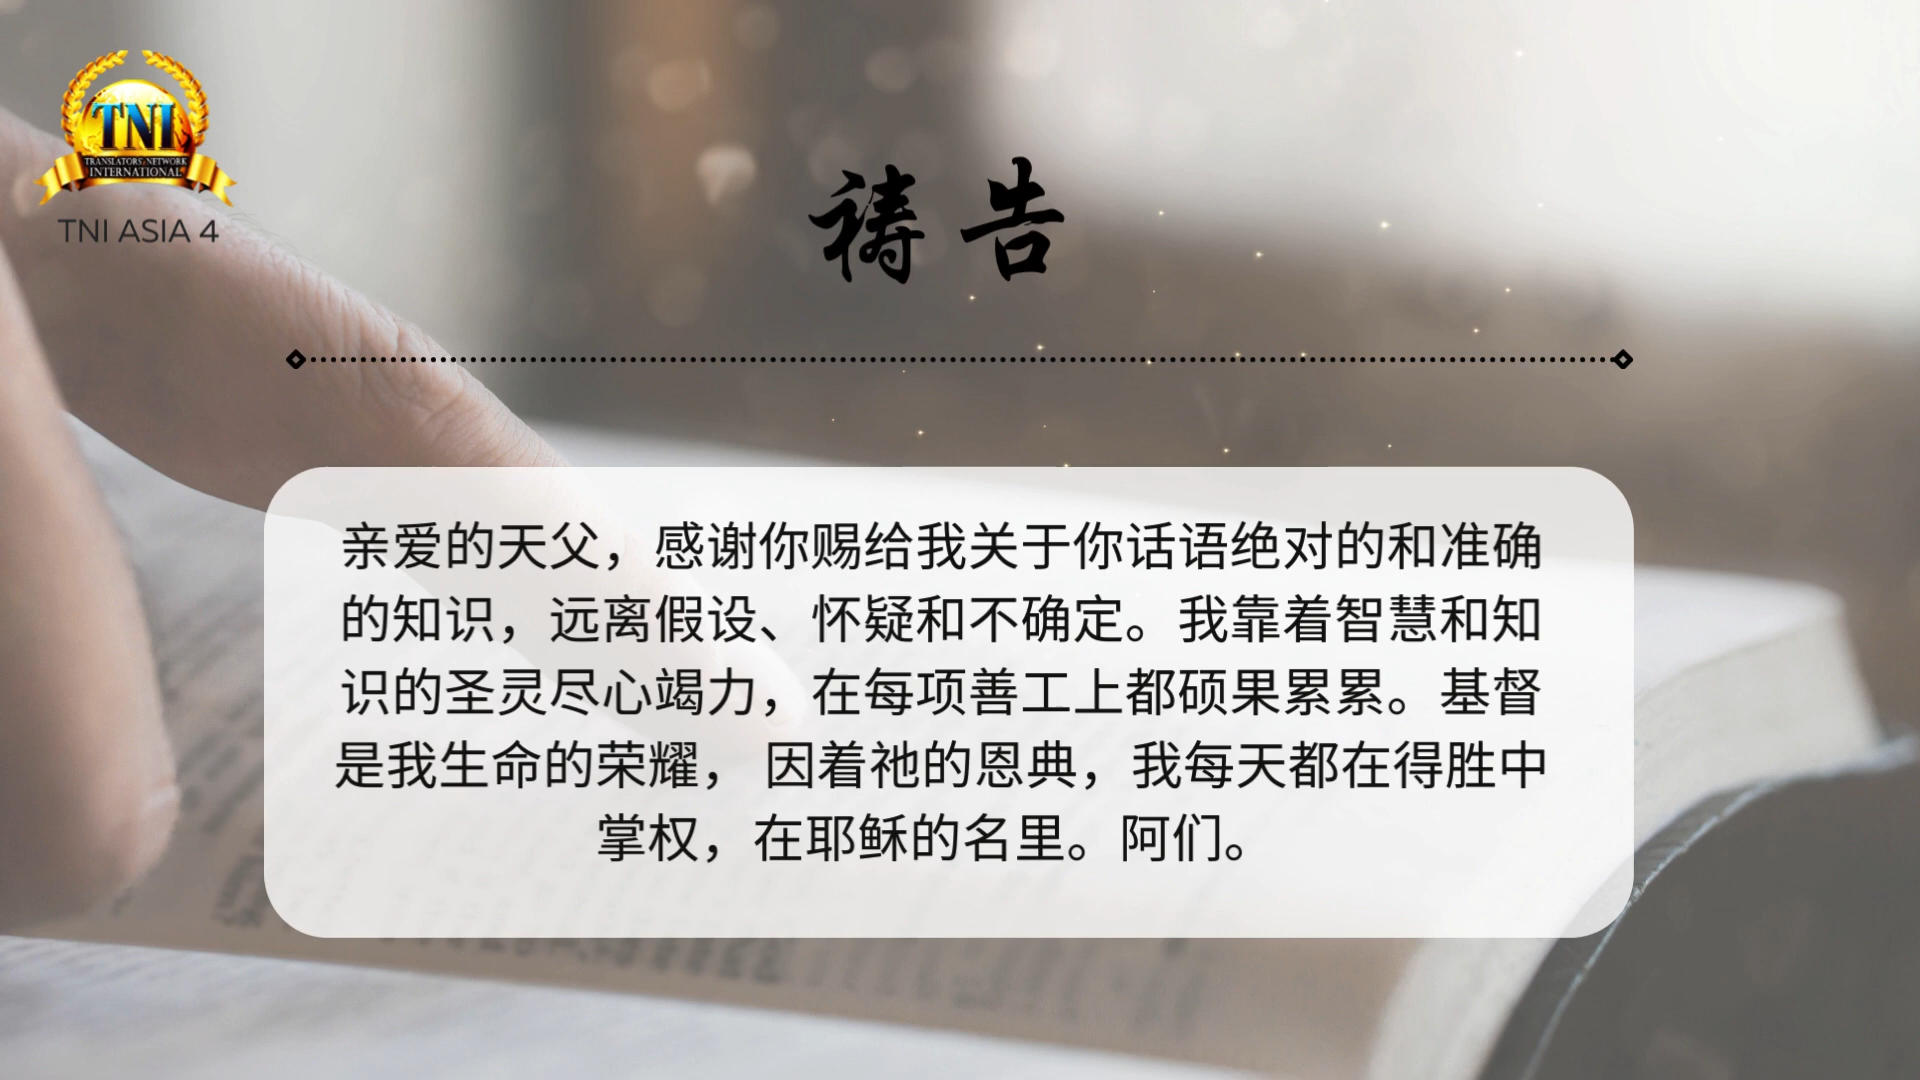 TNI
TRANSLATORS NETWORK
INTERNATIONAL
TNI ASIA 4
祷告
亲爱的天父，感谢你赐给我关于你话语绝对的和准确
的知识，远离假设、怀疑和不确定。我靠着智慧和知
识的圣灵尽心竭力，在每项善工上都硕果累累。基督
是我生命的荣耀， 因着祂的恩典，我每天都在得胜中
掌权，在耶稣的名里。阿们。